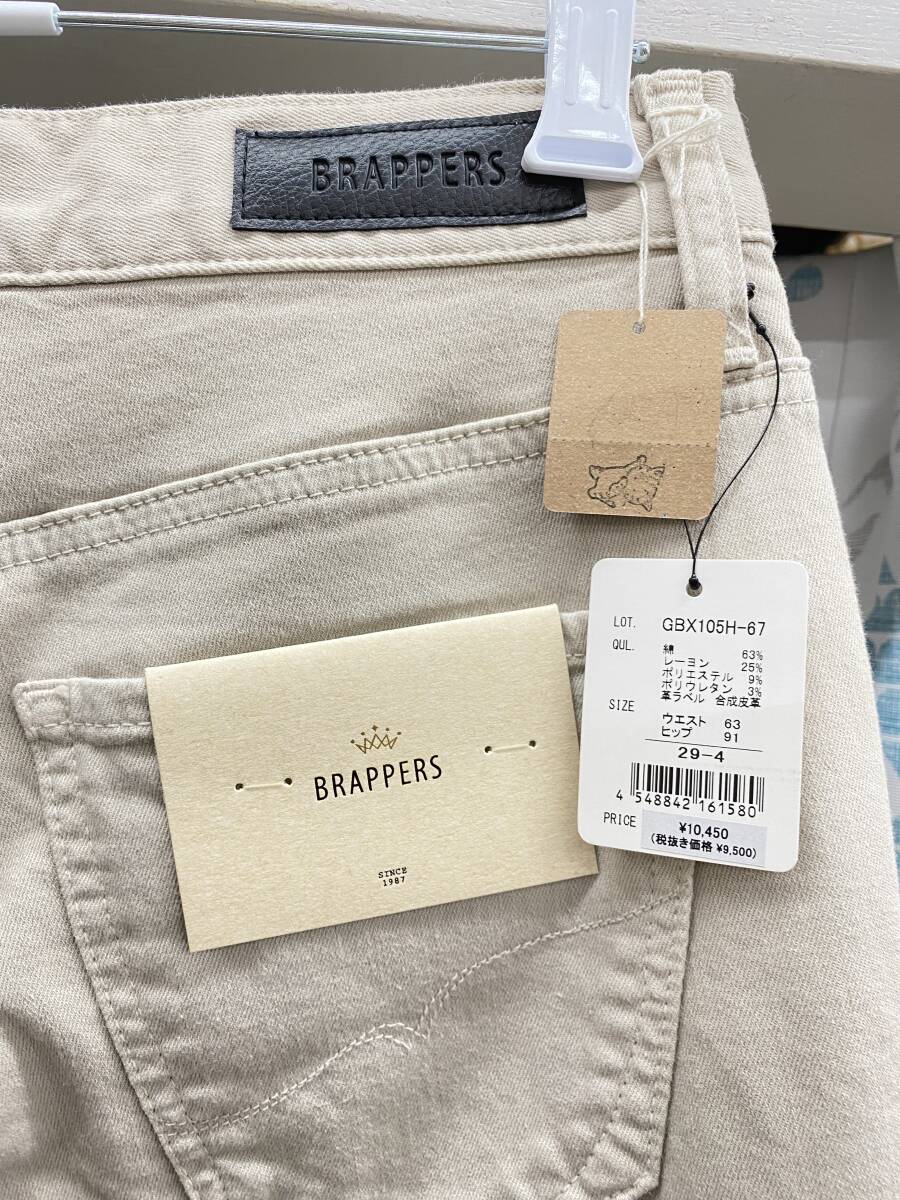 BRAPPERS
LOT. GBX105H-67
QUL. 綿 63%
レーヨン 25%
ポリエステル 9%
ポリウレタン 3%
革ラベル 合成皮革
SIZE
ウエスト 63
ヒップ 91
29-4
4 548842 161580
PRICE ¥10,450
(税抜き価格 ¥9,500)
BRAPPERS
SINCE
1987